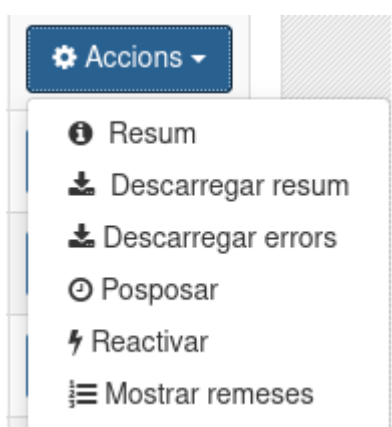 Accions
Resum
Descarregar resum
Descarregar errors
Posposar
Reactivar
Mostrar remeses